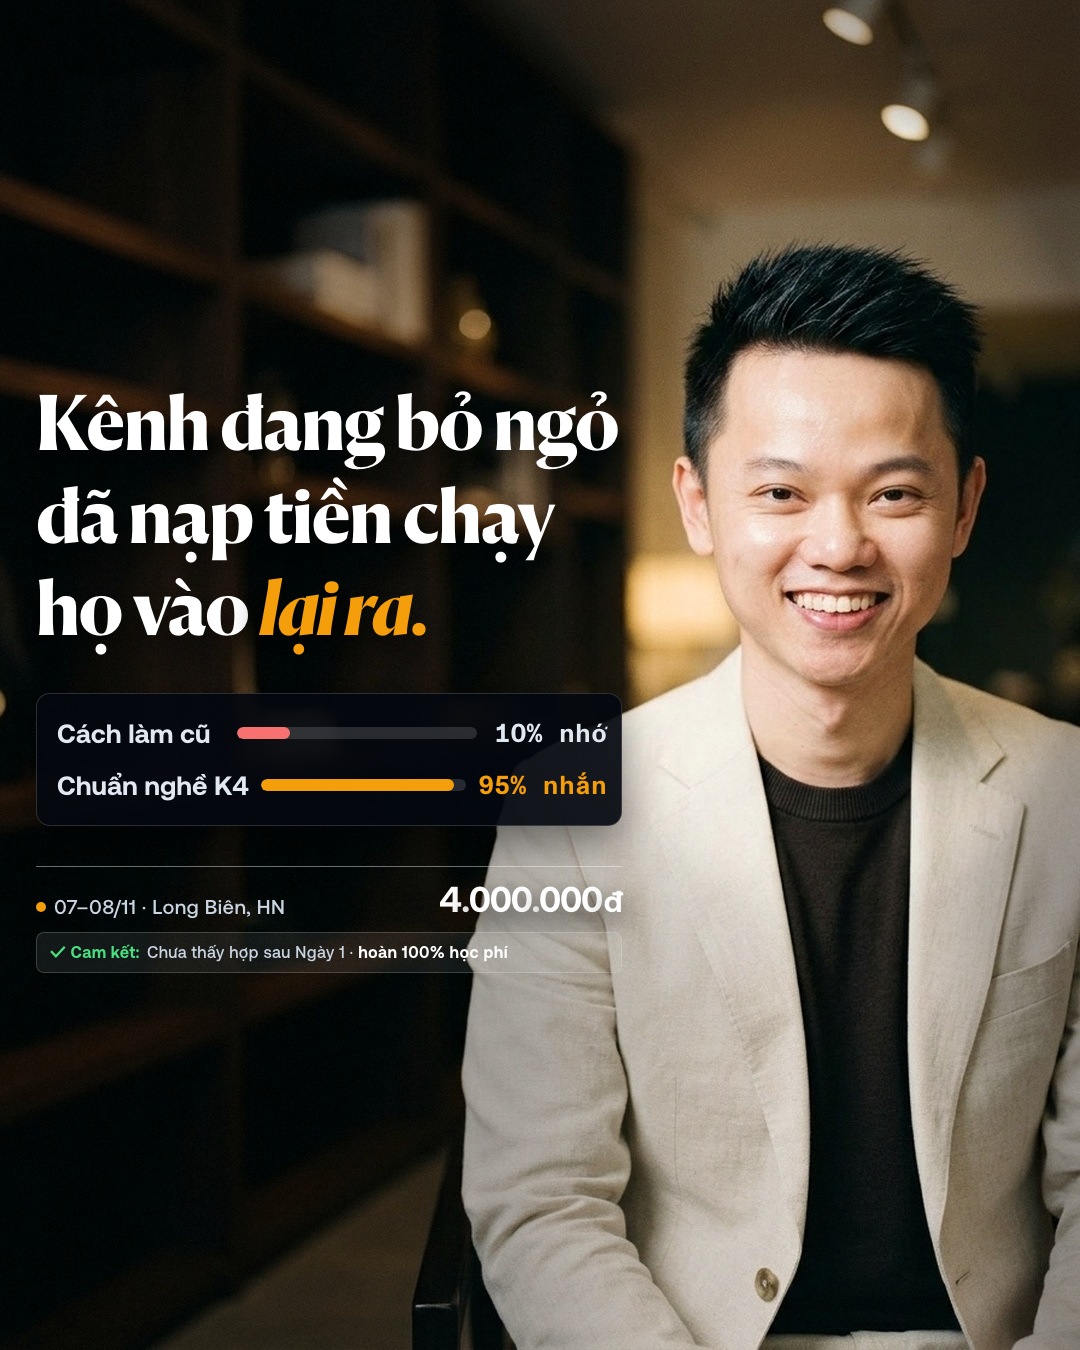 Kênh đang bỏ ngỏ
đã nạp tiền chạy
họ vào lại ra.
Cách làm cũ 10% nhớ
Chuẩn nghề K4 95% nhắn
07–08/11 · Long Biên, HN 4.000.000đ
✓ Cam kết: Chưa thấy hợp sau Ngày 1 · hoàn 100% học phí